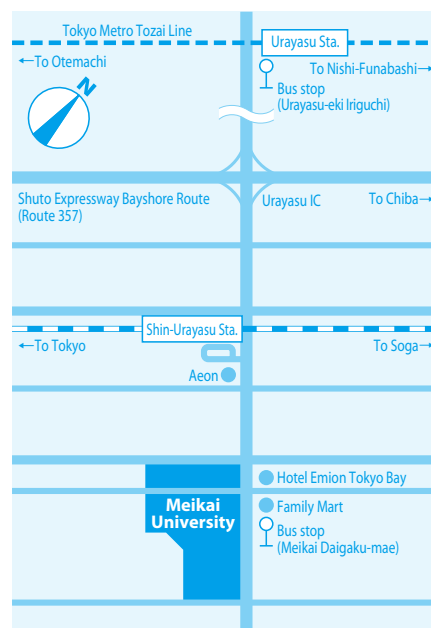 Tokyo Metro Tozai Line
Urayasu Sta.
←To Otemachi
To Nishi-Funabashi→
Bus stop
(Urayasu-eki Iriguchi)
N
Shuto Expressway Bayshore Route
(Route 357)
Urayasu IC
To Chiba→
Shin-Urayasu Sta.
←To Tokyo
To Soga→
Aeon
Hotel Emion Tokyo Bay
Meikai
University
Family Mart
Bus stop
(Meikai Daigaku-mae)